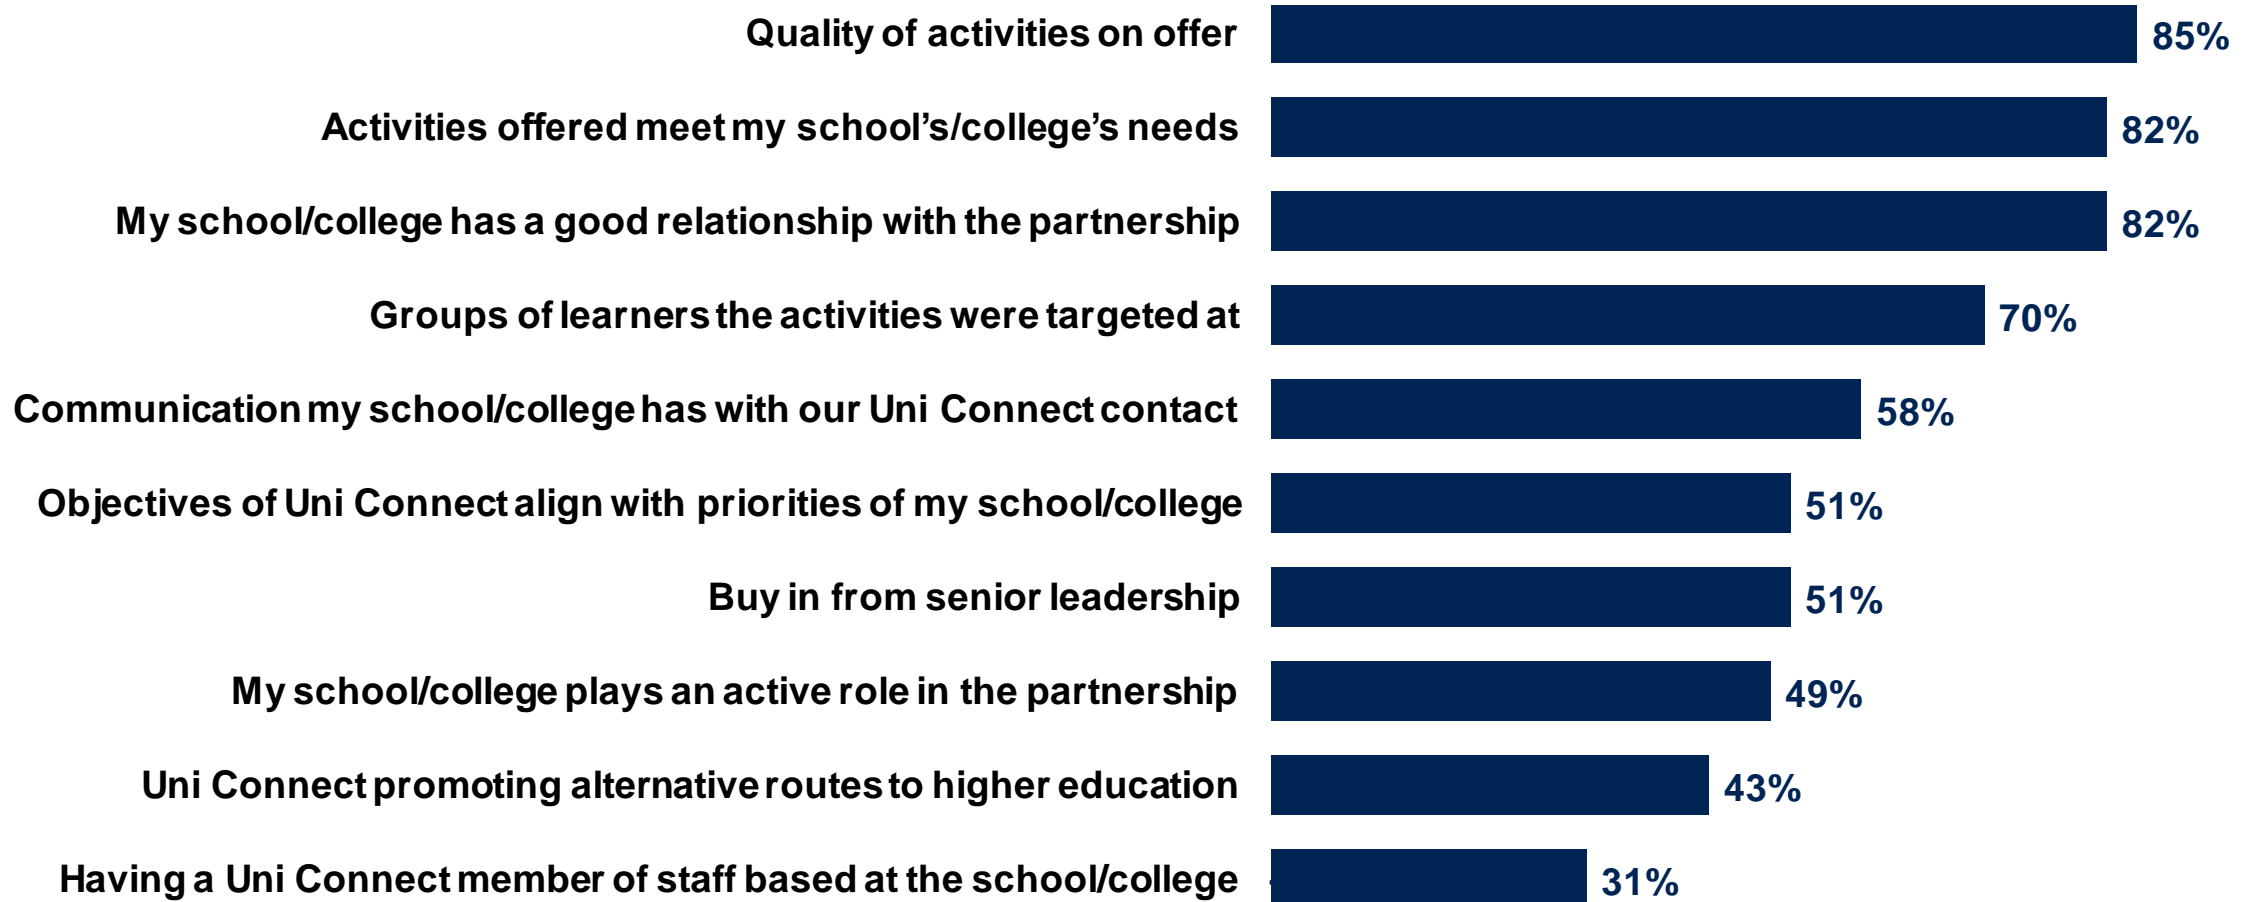 Quality of activities on offer 85%
Activities offered meet my school’s/college’s needs 82%
My school/college has a good relationship with the partnership 82%
Groups of learners the activities were targeted at 70%
Communication my school/college has with our Uni Connect contact 58%
Objectives of Uni Connect align with priorities of my school/college 51%
Buy in from senior leadership 51%
My school/college plays an active role in the partnership 49%
Uni Connect promoting alternative routes to higher education 43%
Having a Uni Connect member of staff based at the school/college 31%